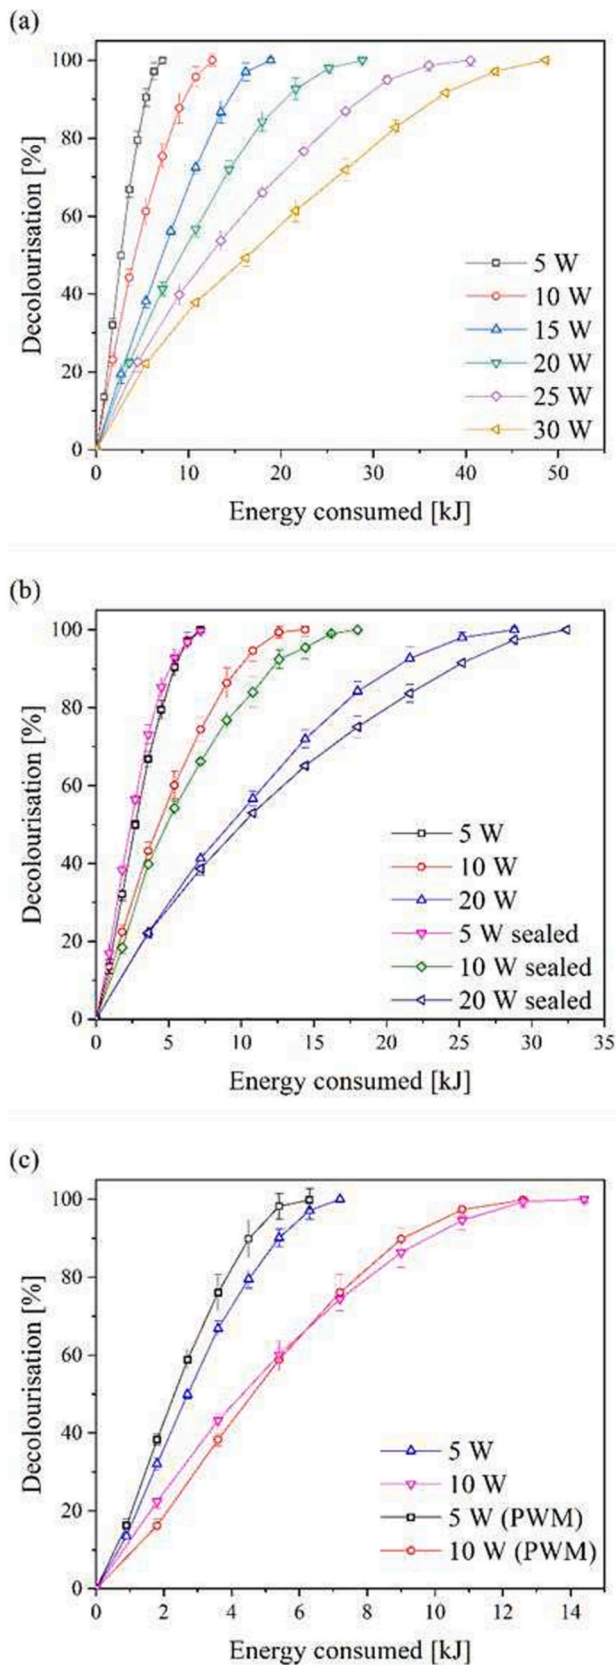 (a)
100
80
60
40
20
0
Decolourisation [%]
5 W
10 W
15 W
20 W
25 W
30 W
0 10 20 30 40 50
Energy consumed [kJ]
(b)
100
80
60
40
20
0
Decolourisation [%]
5 W
10 W
20 W
5 W sealed
10 W sealed
20 W sealed
0 5 10 15 20 25 30 35
Energy consumed [kJ]
(c)
100
80
60
40
20
0
Decolourisation [%]
5 W
10 W
5 W (PWM)
10 W (PWM)
0 2 4 6 8 10 12 14
Energy consumed [kJ]